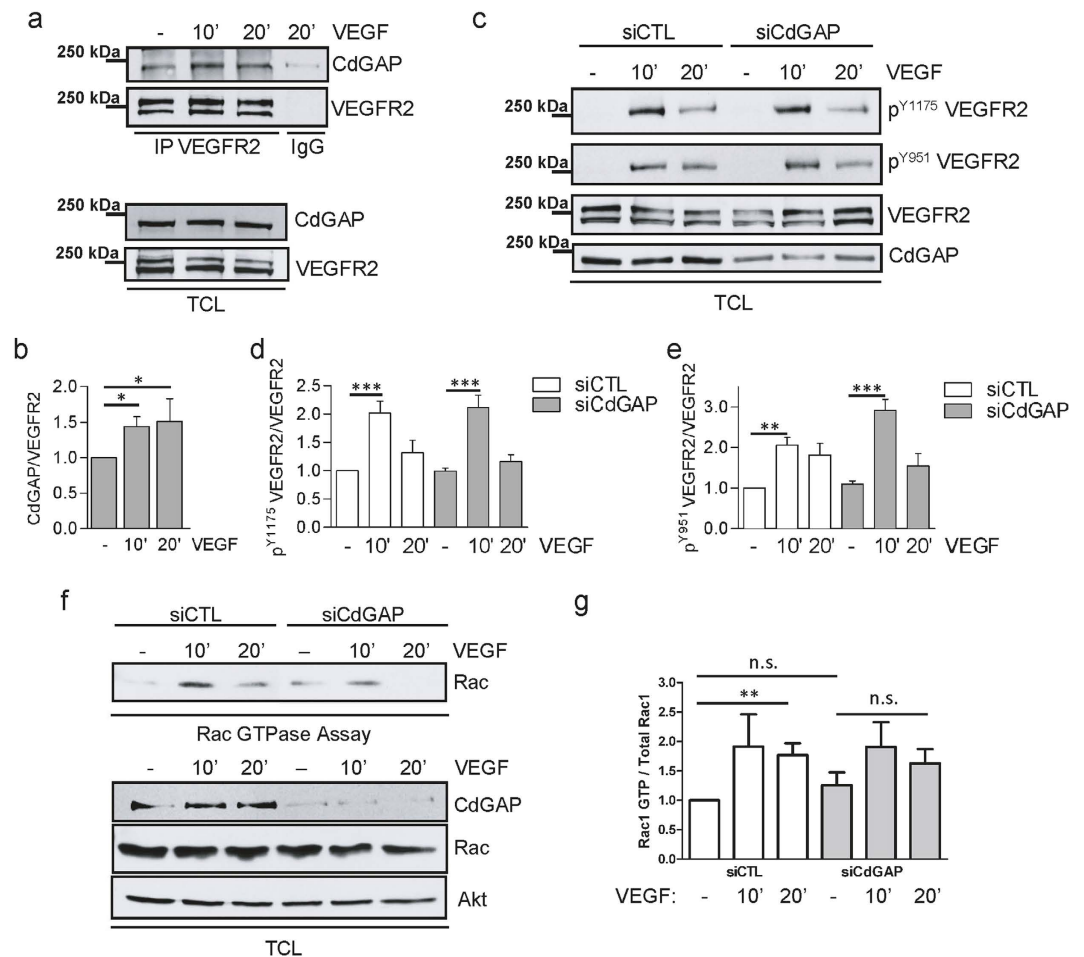 a
- 10' 20' 20' VEGF
250 kDa CdGAP
250 kDa VEGFR2
IP VEGFR2 IgG
250 kDa CdGAP
250 kDa VEGFR2
TCL
c
siCTL siCdGAP
- 10' 20' - 10' 20' VEGF
250 kDa pY1175 VEGFR2
250 kDa pY951 VEGFR2
250 kDa VEGFR2
250 kDa CdGAP
TCL
b
CdGAP/VEGFR2
2.0
1.5
1.0
0.5
0.0
* *
- 10' 20' VEGF
d
pY1175 VEGFR2/VEGFR2
2.5
2.0
1.5
1.0
0.5
0.0
*** ***
siCTL
siCdGAP
- 10' 20' - 10' 20' VEGF
e
pY951 VEGFR2/VEGFR2
3.0
2.0
1.0
0.0
** ***
siCTL
siCdGAP
- 10' 20' - 10' 20' VEGF
f
siCTL siCdGAP
- 10' 20' – 10' 20' VEGF
Rac
Rac GTPase Assay
- 10' 20' – 10' 20' VEGF
CdGAP
Rac
Akt
TCL
g
Rac1 GTP / Total Rac1
3.0
2.5
2.0
1.5
1.0
0.5
0.0
n.s.
** n.s.
siCTL siCdGAP
VEGF: - 10' 20' - 10' 20'